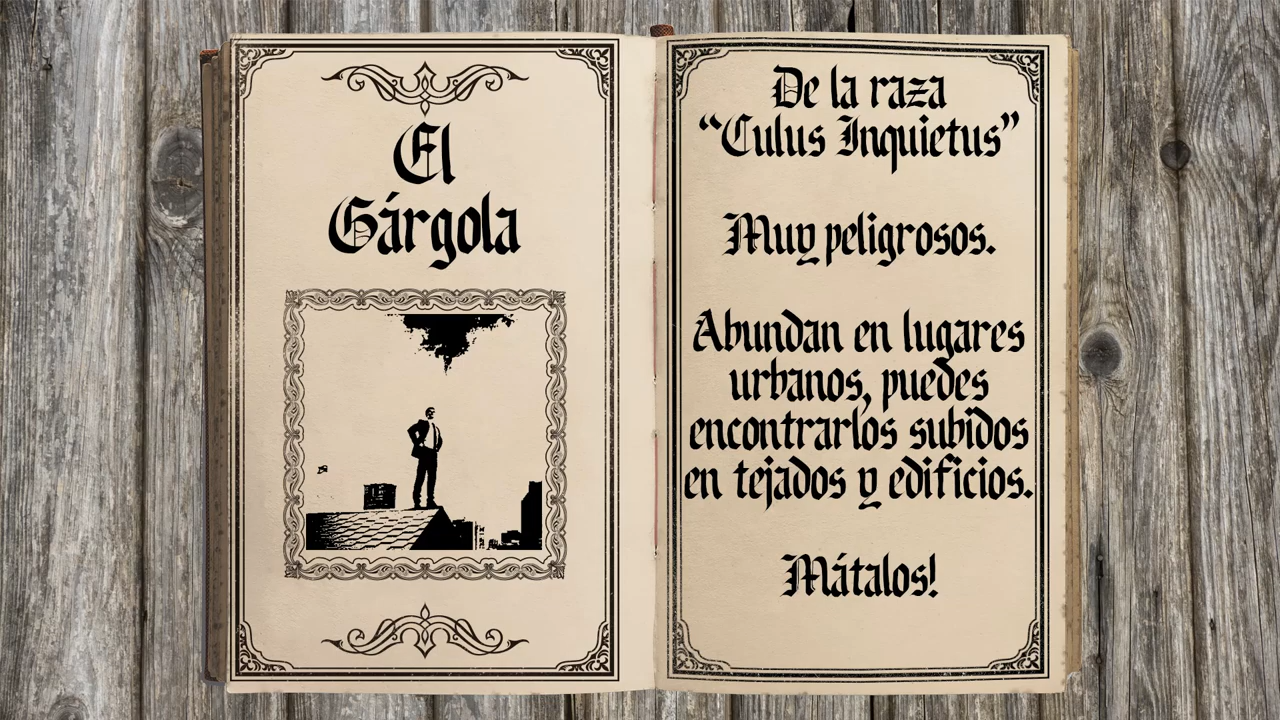 El
Gárgola
De la raza
“Culus Inquietus”
Muy peligrosos.
Abundan en lugares
urbanos, puedes
encontrarlos subidos
en tejados y edificios.
Mátalos!